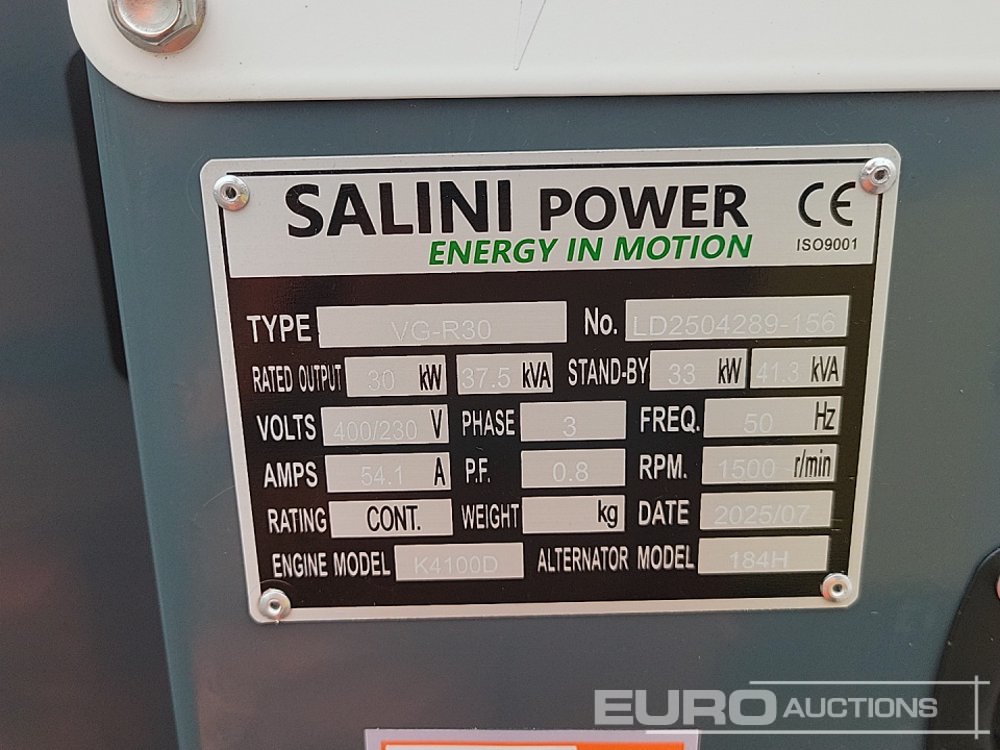 SALINI POWER CE
ENERGY IN MOTION ISO9001
TYPE VG-R30 No. LD2504289-156
RATED OUTPUT 30 kW 37.5 kVA STAND-BY 33 kW 41.3 kVA
VOLTS 400/230 V PHASE 3 FREQ. 50 Hz
AMPS 54.1 A P.F. 0.8 RPM. 1500 r/min
RATING CONT. WEIGHT kg DATE 2025/07
ENGINE MODEL K4100D ALTERNATOR MODEL 184H
EURO AUCTIONS